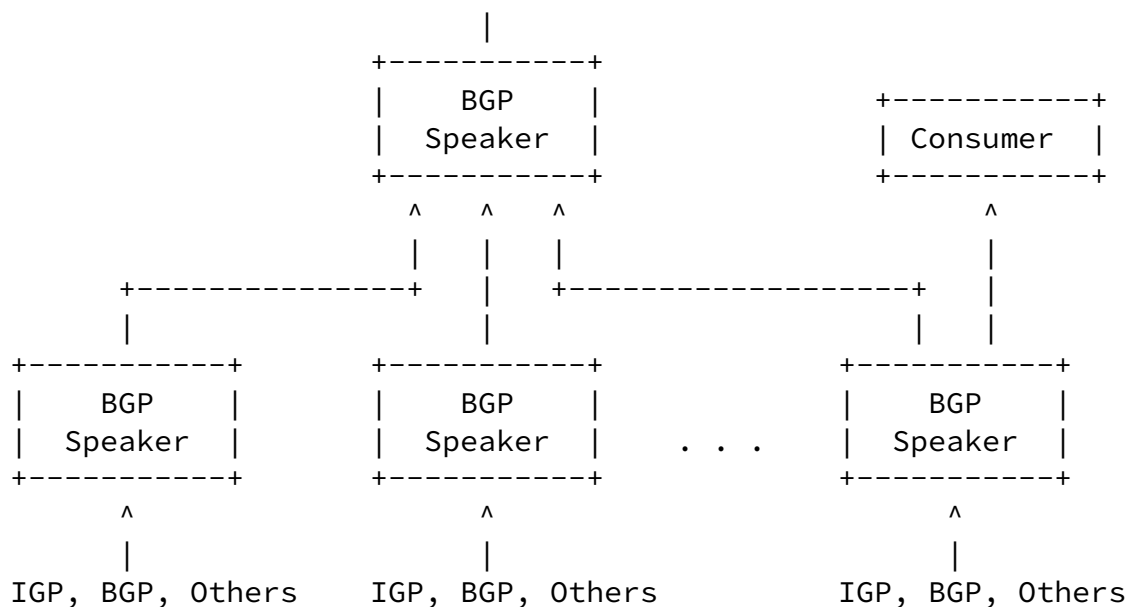 BGP
Speaker
Consumer
BGP
Speaker
BGP
Speaker
. . .
BGP
Speaker
IGP, BGP, Others
IGP, BGP, Others
IGP, BGP, Others